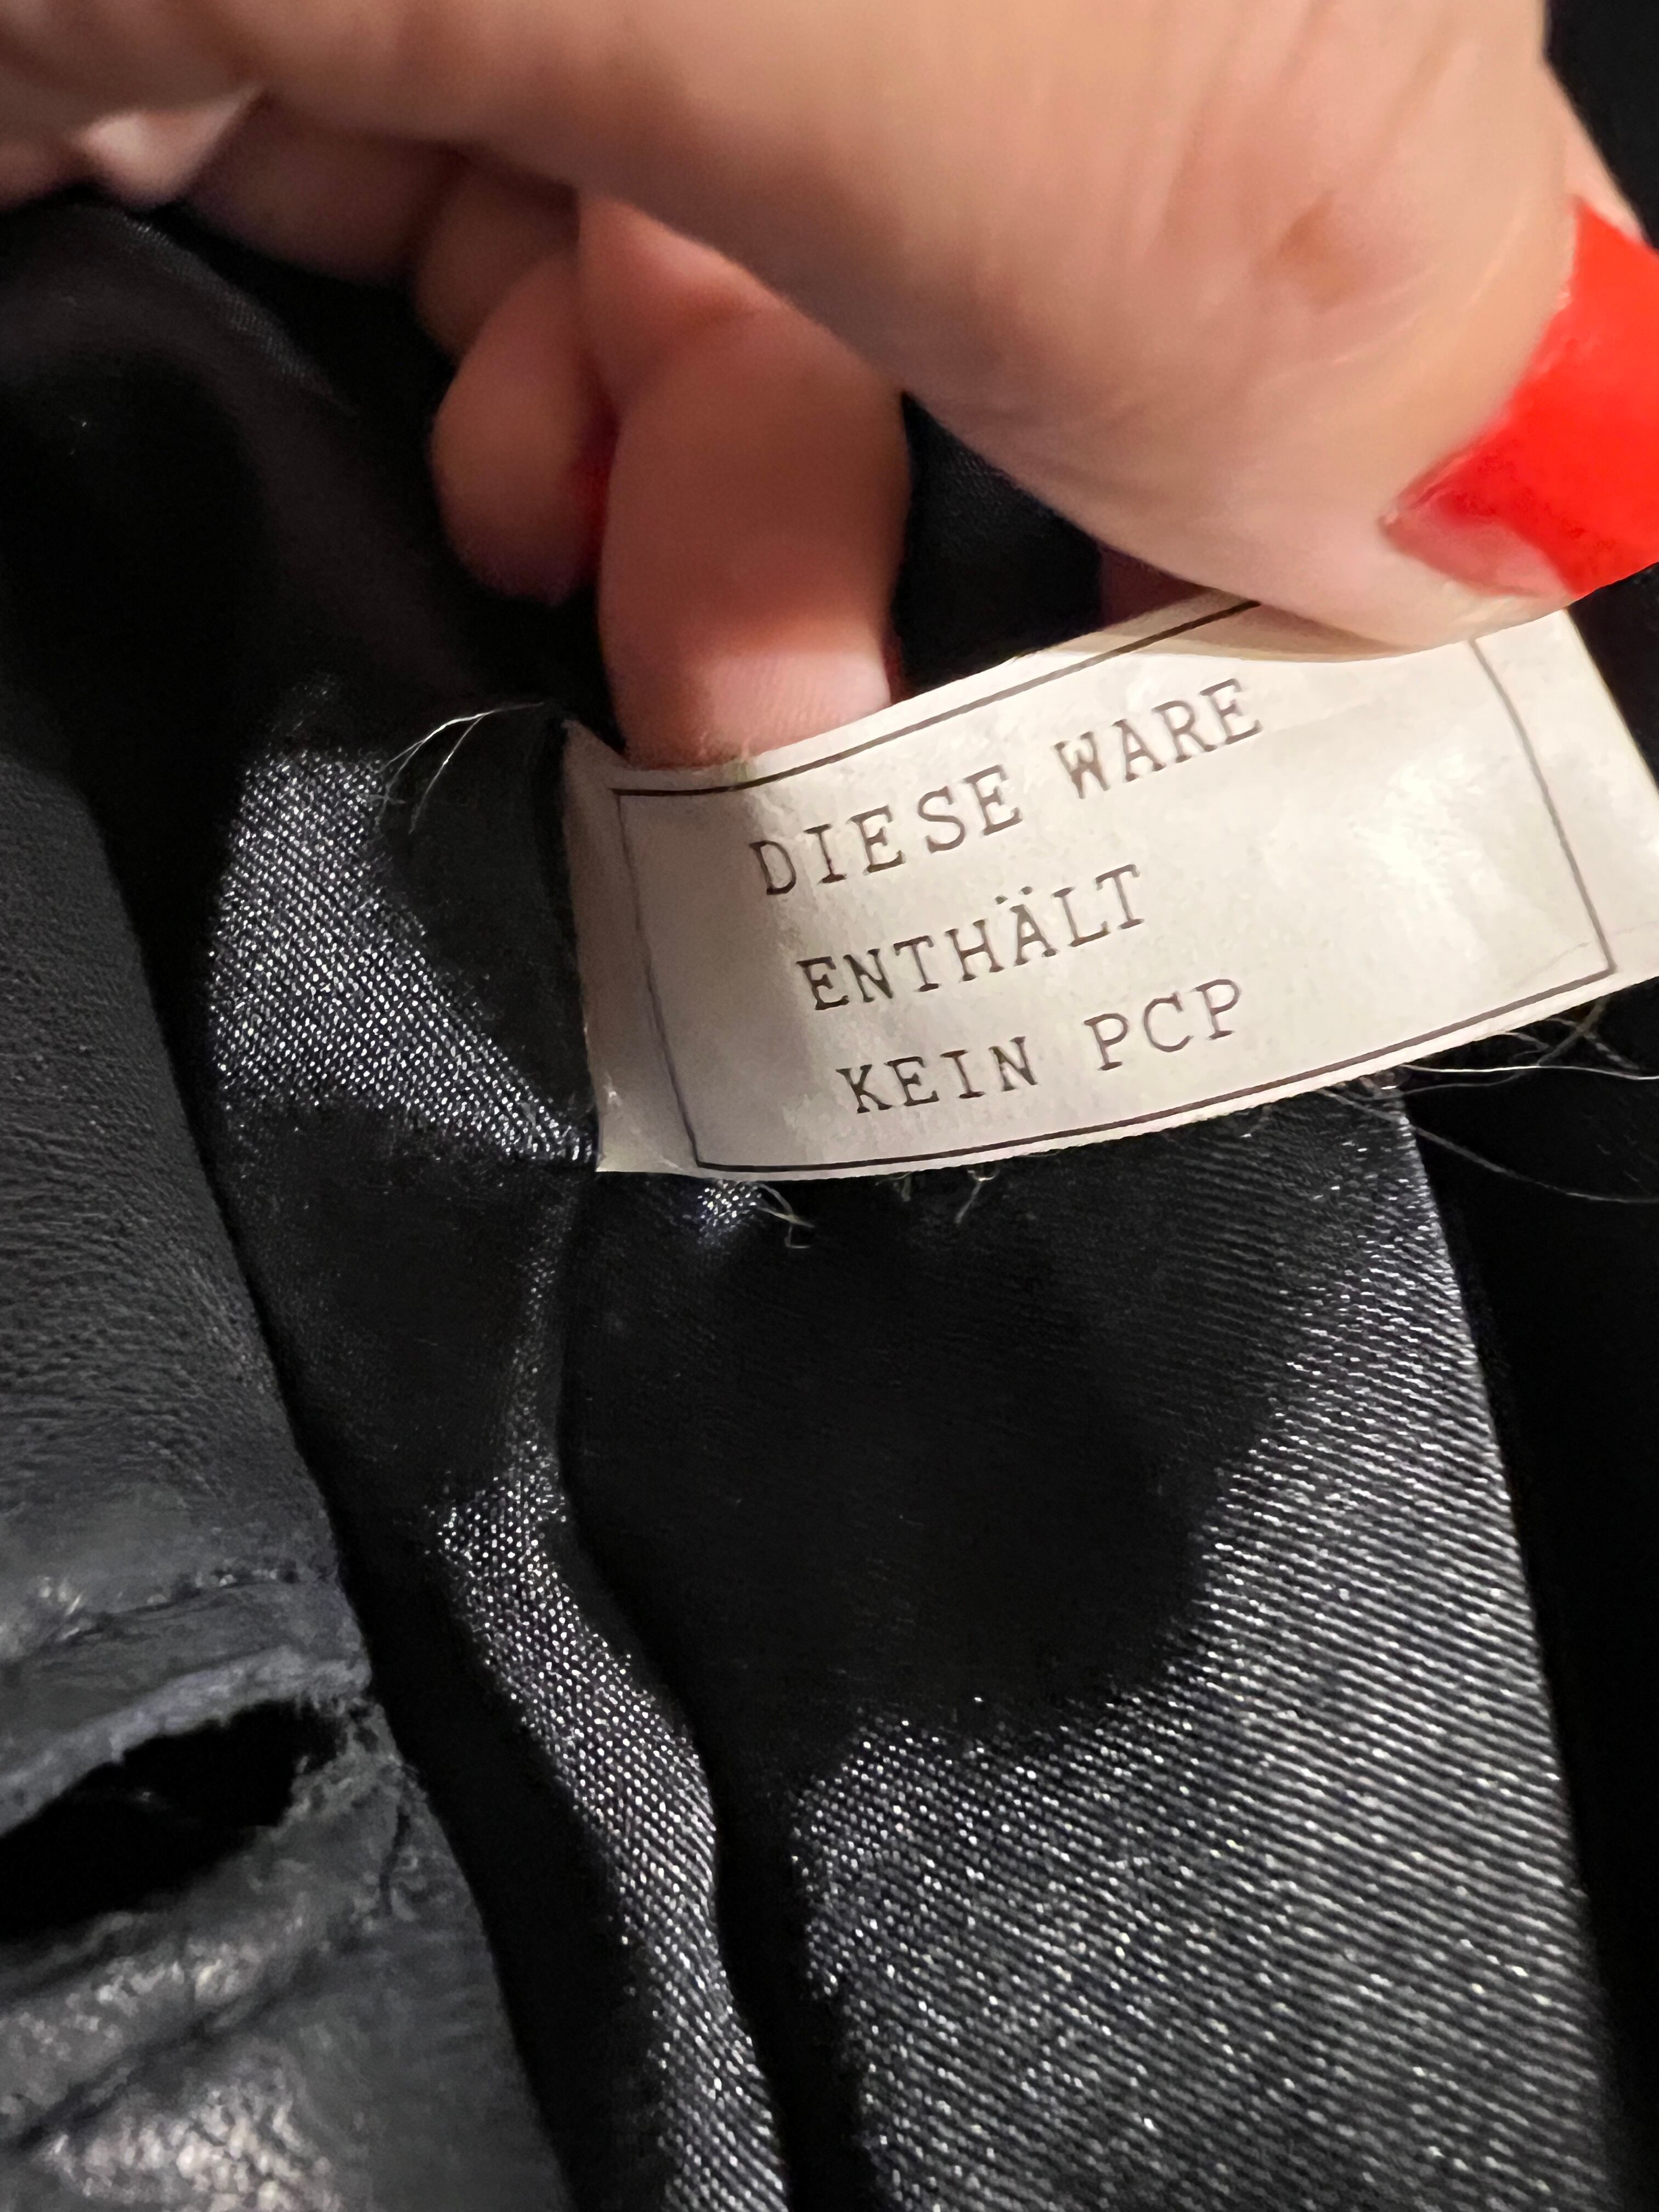 DIESE WARE
ENTHÄLT
KEIN PCP